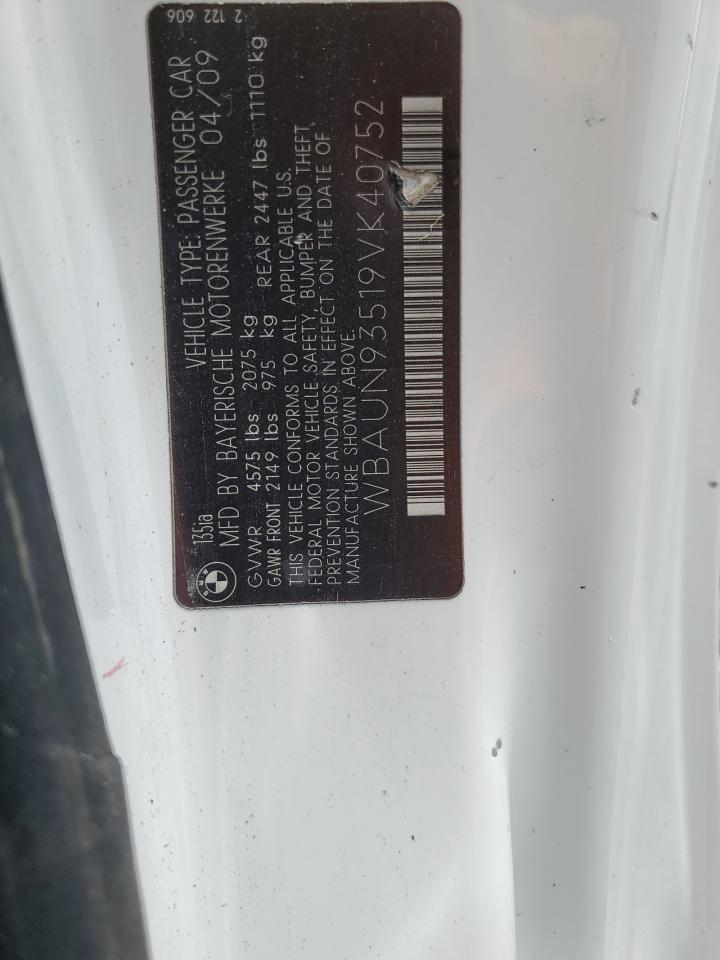 135ia VEHICLE TYPE: PASSENGER CAR 2 122 606
BMW MFD BY BAYERISCHE MOTORENWERKE 04/09
GVWR 4575 lbs 2075 kg
GAWR FRONT 2149 lbs 975 kg REAR 2447 lbs 1110 kg
THIS VEHICLE CONFORMS TO ALL APPLICABLE U.S.
FEDERAL MOTOR VEHICLE SAFETY, BUMPER AND THEFT
PREVENTION STANDARDS IN EFFECT ON THE DATE OF
MANUFACTURE SHOWN ABOVE.
WBAUN93519VK40752